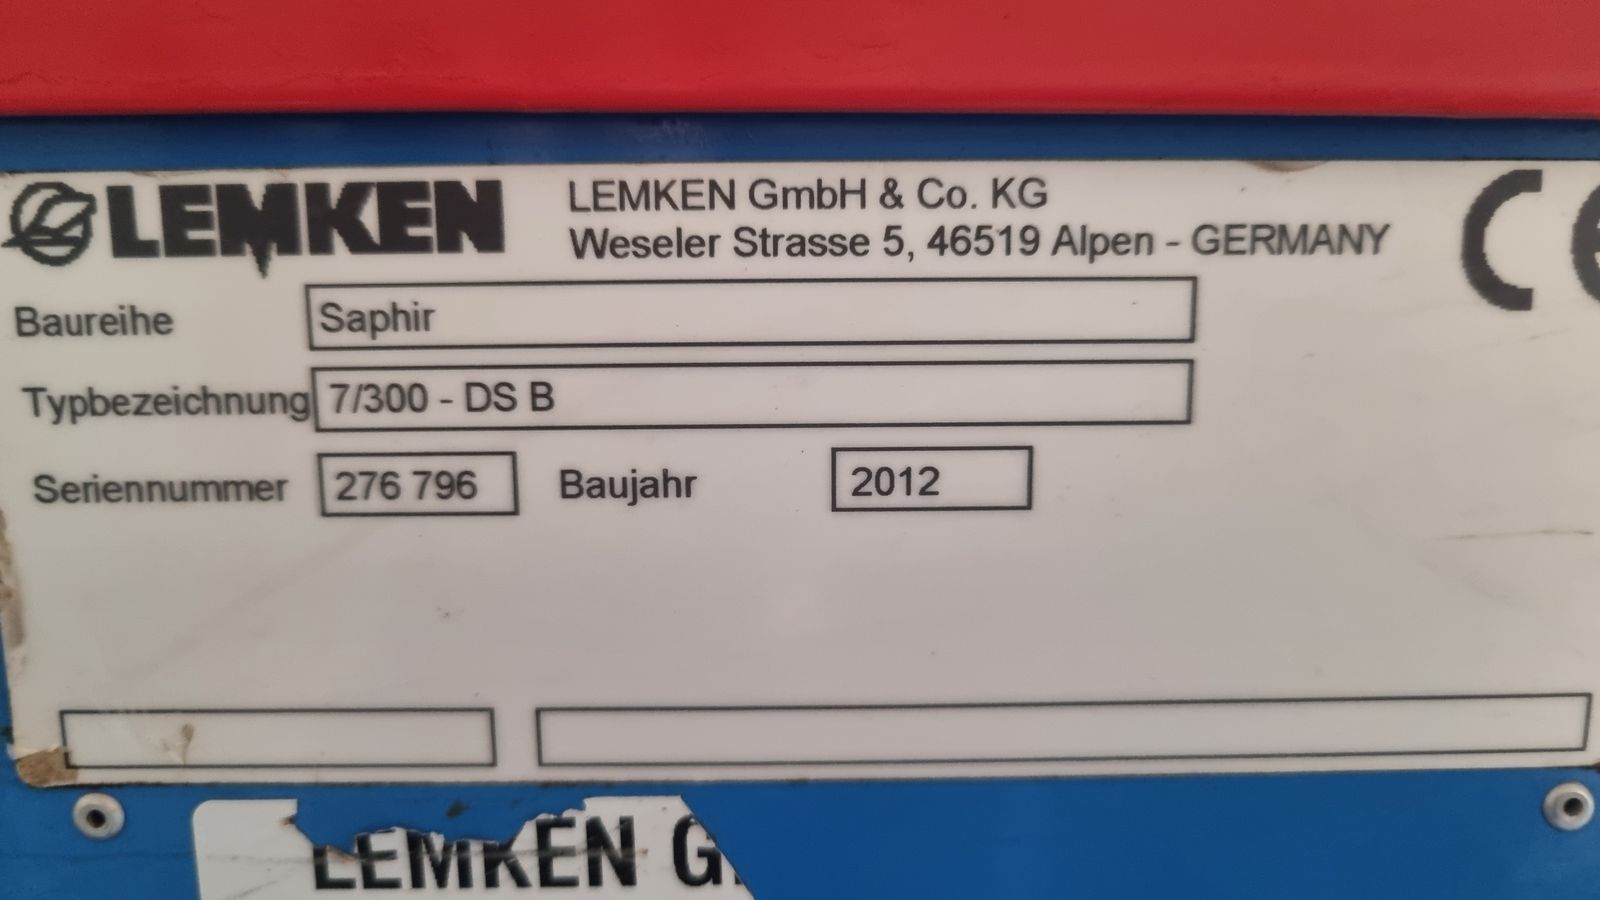 LEMKEN LEMKEN GmbH & Co. KG
Weseler Strasse 5, 46519 Alpen - GERMANY
CE
Baureihe Saphir
Typbezeichnung 7/300 - DS B
Seriennummer 276 796 Baujahr 2012
LEMKEN G